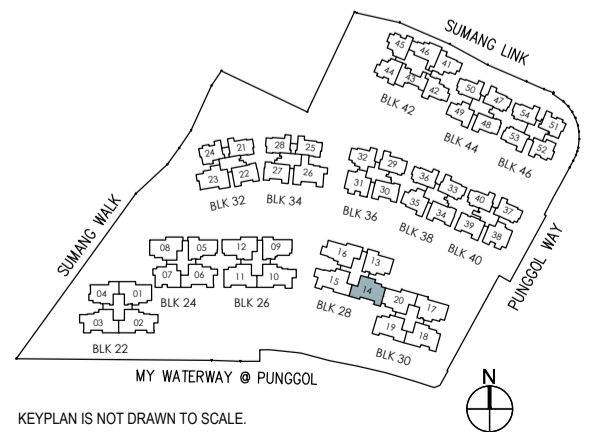 SUMANG LINK
45
46
41
44
43
42
BLK 42
50
47
49
48
BLK 44
54
51
53
52
BLK 46
24
21
23
22
BLK 32
28
25
27
26
BLK 34
32
29
31
30
BLK 36
36
33
35
34
BLK 38
40
37
39
38
BLK 40
SUMANG WALK
PUNGGOL WAY
08
05
07
06
BLK 24
12
09
11
10
BLK 26
16
13
15
14
BLK 28
20
17
19
18
BLK 30
04
01
03
02
BLK 22
MY WATERWAY @ PUNGGOL
N
KEYPLAN IS NOT DRAWN TO SCALE.